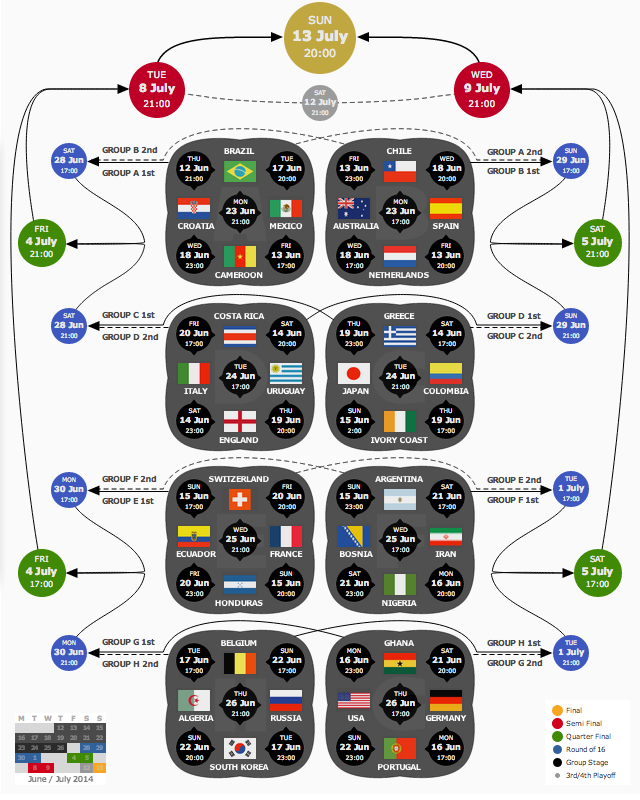 SUN
13 July
20:00
TUE
8 July
21:00
WED
9 July
21:00
SAT
12 July
21:00
SAT
28 Jun
17:00
GROUP B 2nd
GROUP A 1st
BRAZIL
THU
12 Jun
21:00
TUE
17 Jun
20:00
CROATIA
MON
23 Jun
21:00
MEXICO
WED
18 Jun
23:00
FRI
13 Jun
17:00
CAMEROON
CHILE
FRI
13 Jun
23:00
WED
18 Jun
20:00
AUSTRALIA
MON
23 Jun
17:00
SPAIN
WED
18 Jun
17:00
FRI
13 Jun
20:00
NETHERLANDS
GROUP A 2nd
GROUP B 1st
SUN
29 Jun
17:00
FRI
4 July
21:00
SAT
5 July
21:00
SAT
28 Jun
21:00
GROUP C 1st
GROUP D 2nd
COSTA RICA
FRI
20 Jun
17:00
SAT
14 Jun
20:00
ITALY
TUE
24 Jun
17:00
URUGUAY
SAT
14 Jun
23:00
THU
19 Jun
20:00
ENGLAND
GREECE
THU
19 Jun
23:00
SAT
14 Jun
17:00
JAPAN
TUE
24 Jun
21:00
COLOMBIA
SUN
15 Jun
2:00
THU
19 Jun
17:00
IVORY COAST
GROUP D 1st
GROUP C 2nd
SUN
29 Jun
21:00
MON
30 Jun
17:00
GROUP F 2nd
GROUP E 1st
SWITZERLAND
SUN
15 Jun
17:00
FRI
20 Jun
20:00
ECUADOR
WED
25 Jun
21:00
FRANCE
FRI
20 Jun
23:00
SUN
15 Jun
20:00
HONDURAS
ARGENTINA
SUN
15 Jun
23:00
SAT
21 Jun
17:00
BOSNIA
WED
25 Jun
17:00
IRAN
SAT
21 Jun
23:00
MON
16 Jun
20:00
NIGERIA
GROUP E 2nd
GROUP F 1st
TUE
1 July
17:00
FRI
4 July
17:00
SAT
5 July
17:00
MON
30 Jun
21:00
GROUP G 1st
GROUP H 2nd
BELGIUM
TUE
17 Jun
17:00
SUN
22 Jun
17:00
ALGERIA
THU
26 Jun
21:00
RUSSIA
SUN
22 Jun
20:00
TUE
17 Jun
23:00
SOUTH KOREA
GHANA
MON
16 Jun
23:00
SAT
21 Jun
20:00
USA
THU
26 Jun
17:00
GERMANY
SUN
22 Jun
23:00
MON
16 Jun
17:00
PORTUGAL
GROUP H 1st
GROUP G 2nd
TUE
1 July
21:00
M T W T F S S
12 13 14 15
16 17 18 19 20 21 22
23 24 25 26 28 29
30 1 4 5
8 9 12 13
June / July 2014
Final
Semi Final
Quarter Final
Round of 16
Group Stage
3rd/4th Playoff